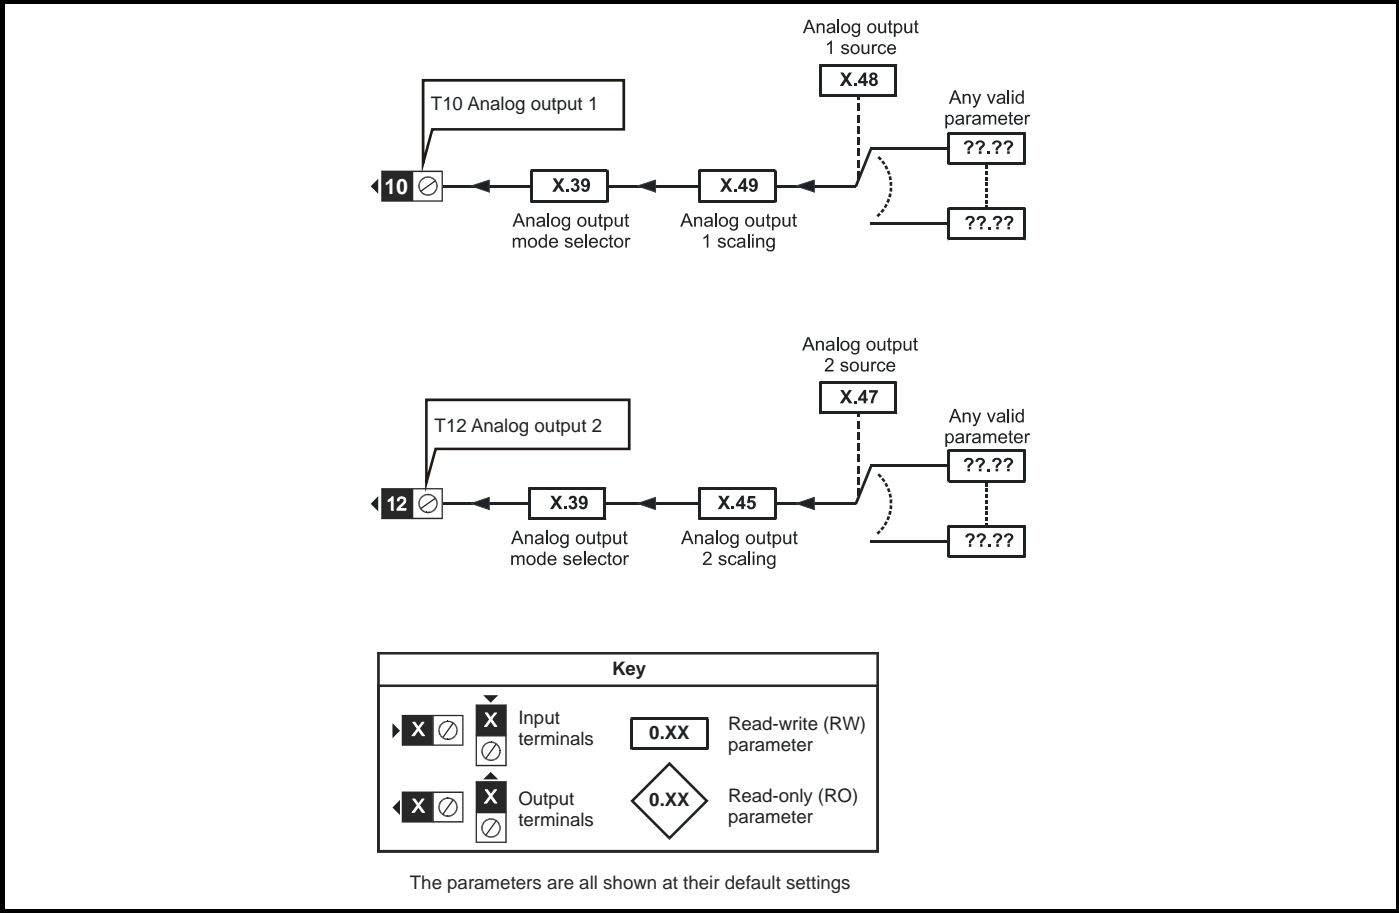 Analog output
1 source
X.48
T10 Analog output 1
Any valid
parameter
??.??
10
X.39
X.49
Analog output
mode selector
Analog output
1 scaling
??.??
Analog output
2 source
X.47
T12 Analog output 2
Any valid
parameter
??.??
12
X.39
X.45
Analog output
mode selector
Analog output
2 scaling
??.??
Key
X
X
Input
terminals
0.XX
Read-write (RW)
parameter
X
X
Output
terminals
0.XX
Read-only (RO)
parameter
The parameters are all shown at their default settings